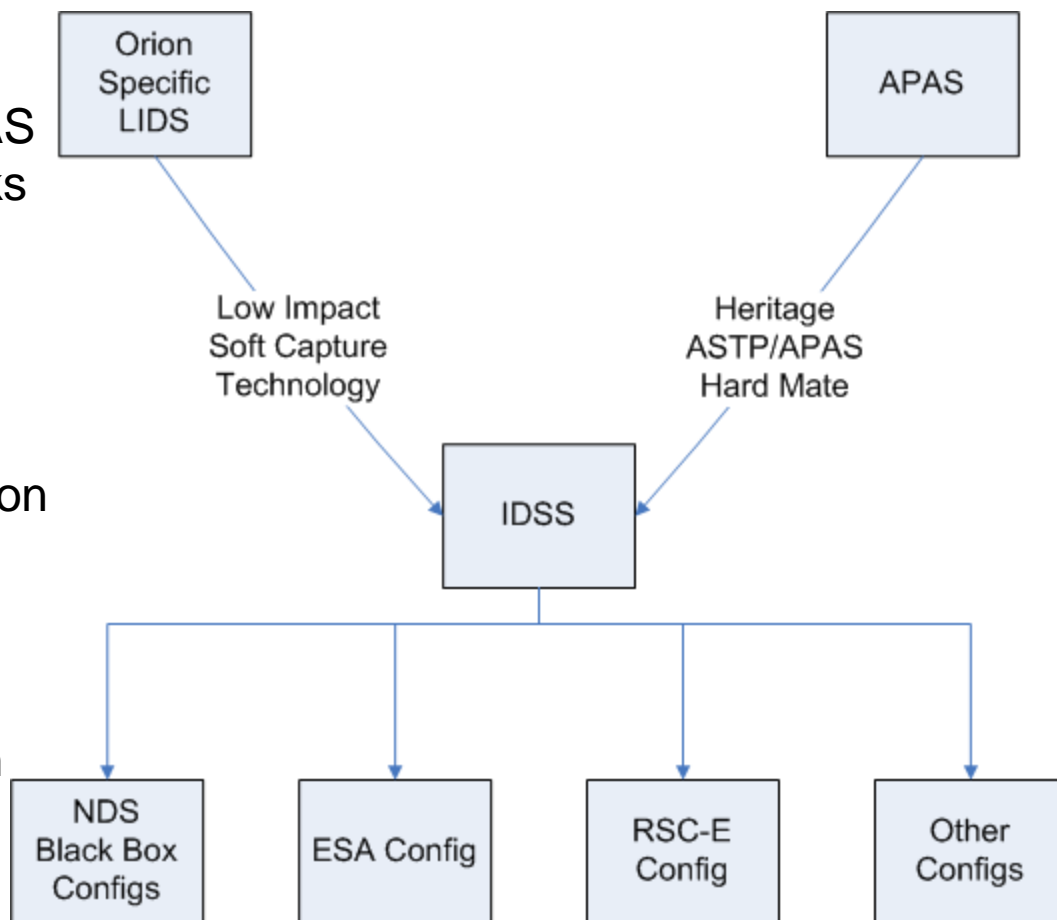 Orion
Specific
LIDS
APAS
Low Impact
Soft Capture
Technology
Heritage
ASTP/APAS
Hard Mate
IDSS
NDS
Black Box
Configs
ESA Config
RSC-E
Config
Other
Configs